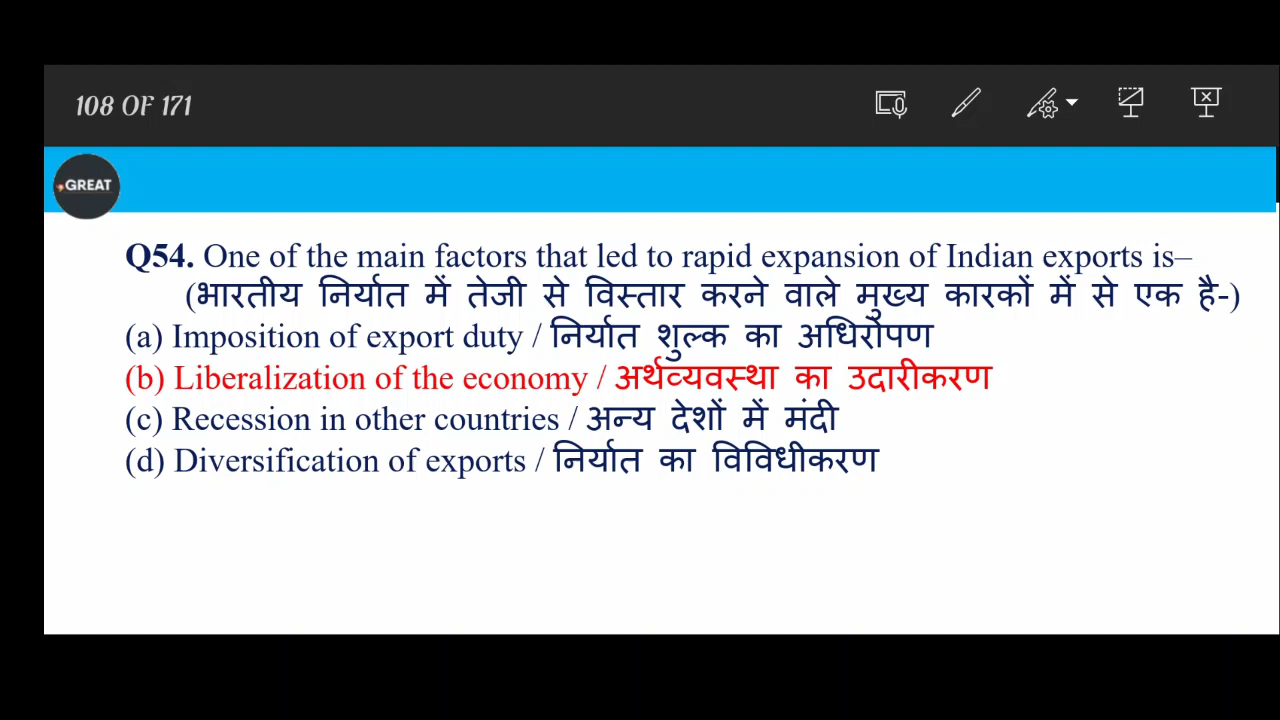 108 OF 171
GREAT
Q54. One of the main factors that led to rapid expansion of Indian exports is–
(भारतीय निर्यात में तेजी से विस्तार करने वाले मुख्य कारकों में से एक है-)
(a) Imposition of export duty / निर्यात शुल्क का अधिरोपण
(b) Liberalization of the economy / अर्थव्यवस्था का उदारीकरण
(c) Recession in other countries / अन्य देशों में मंदी
(d) Diversification of exports / निर्यात का विविधीकरण